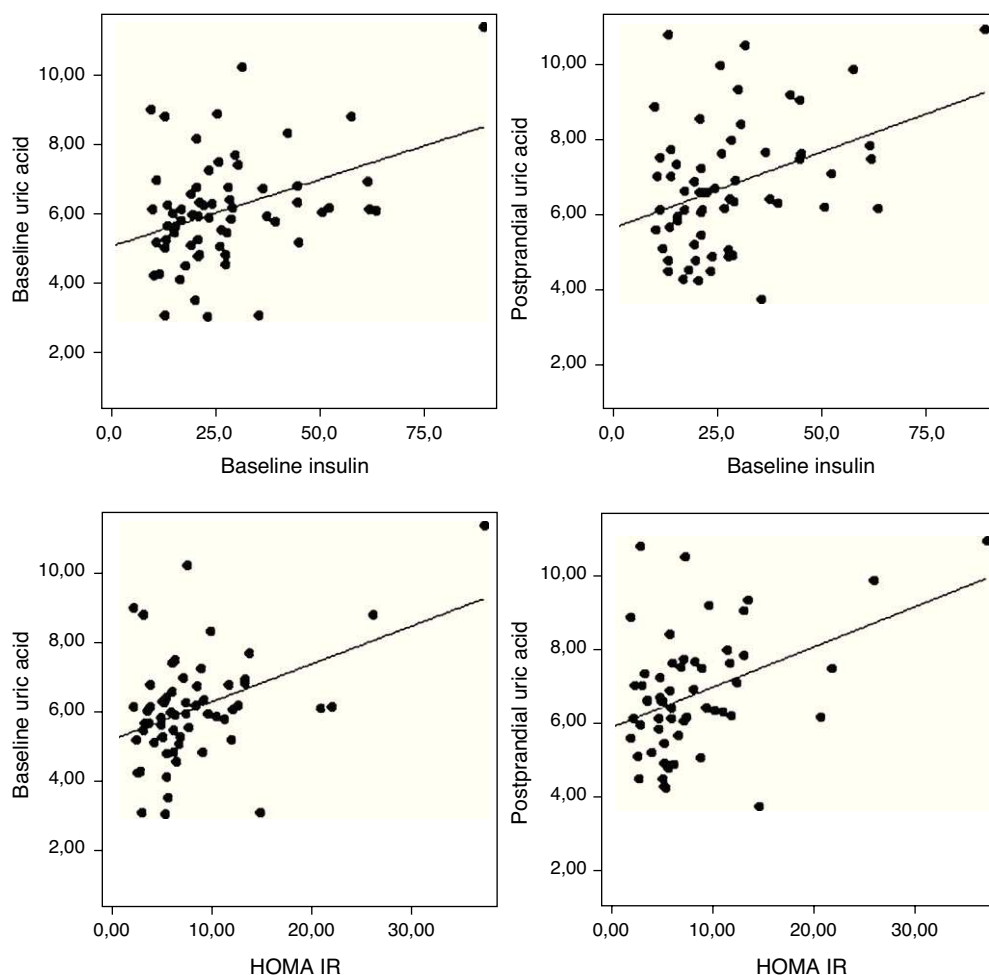 Baseline uric acid
10,00
8,00
6,00
4,00
2,00
0,00 25,0 50,0 75,0
Baseline insulin
Postprandial uric acid
10,00
8,00
6,00
4,00
2,00
0,0 25,0 50,0 75,0
Baseline insulin
Baseline uric acid
10,00
8,00
6,00
4,00
2,00
0,00 10,00 20,00 30,00
HOMA IR
Postprandial uric acid
10,00
8,00
6,00
4,00
2,00
0,00 10,00 20,00 30,00
HOMA IR